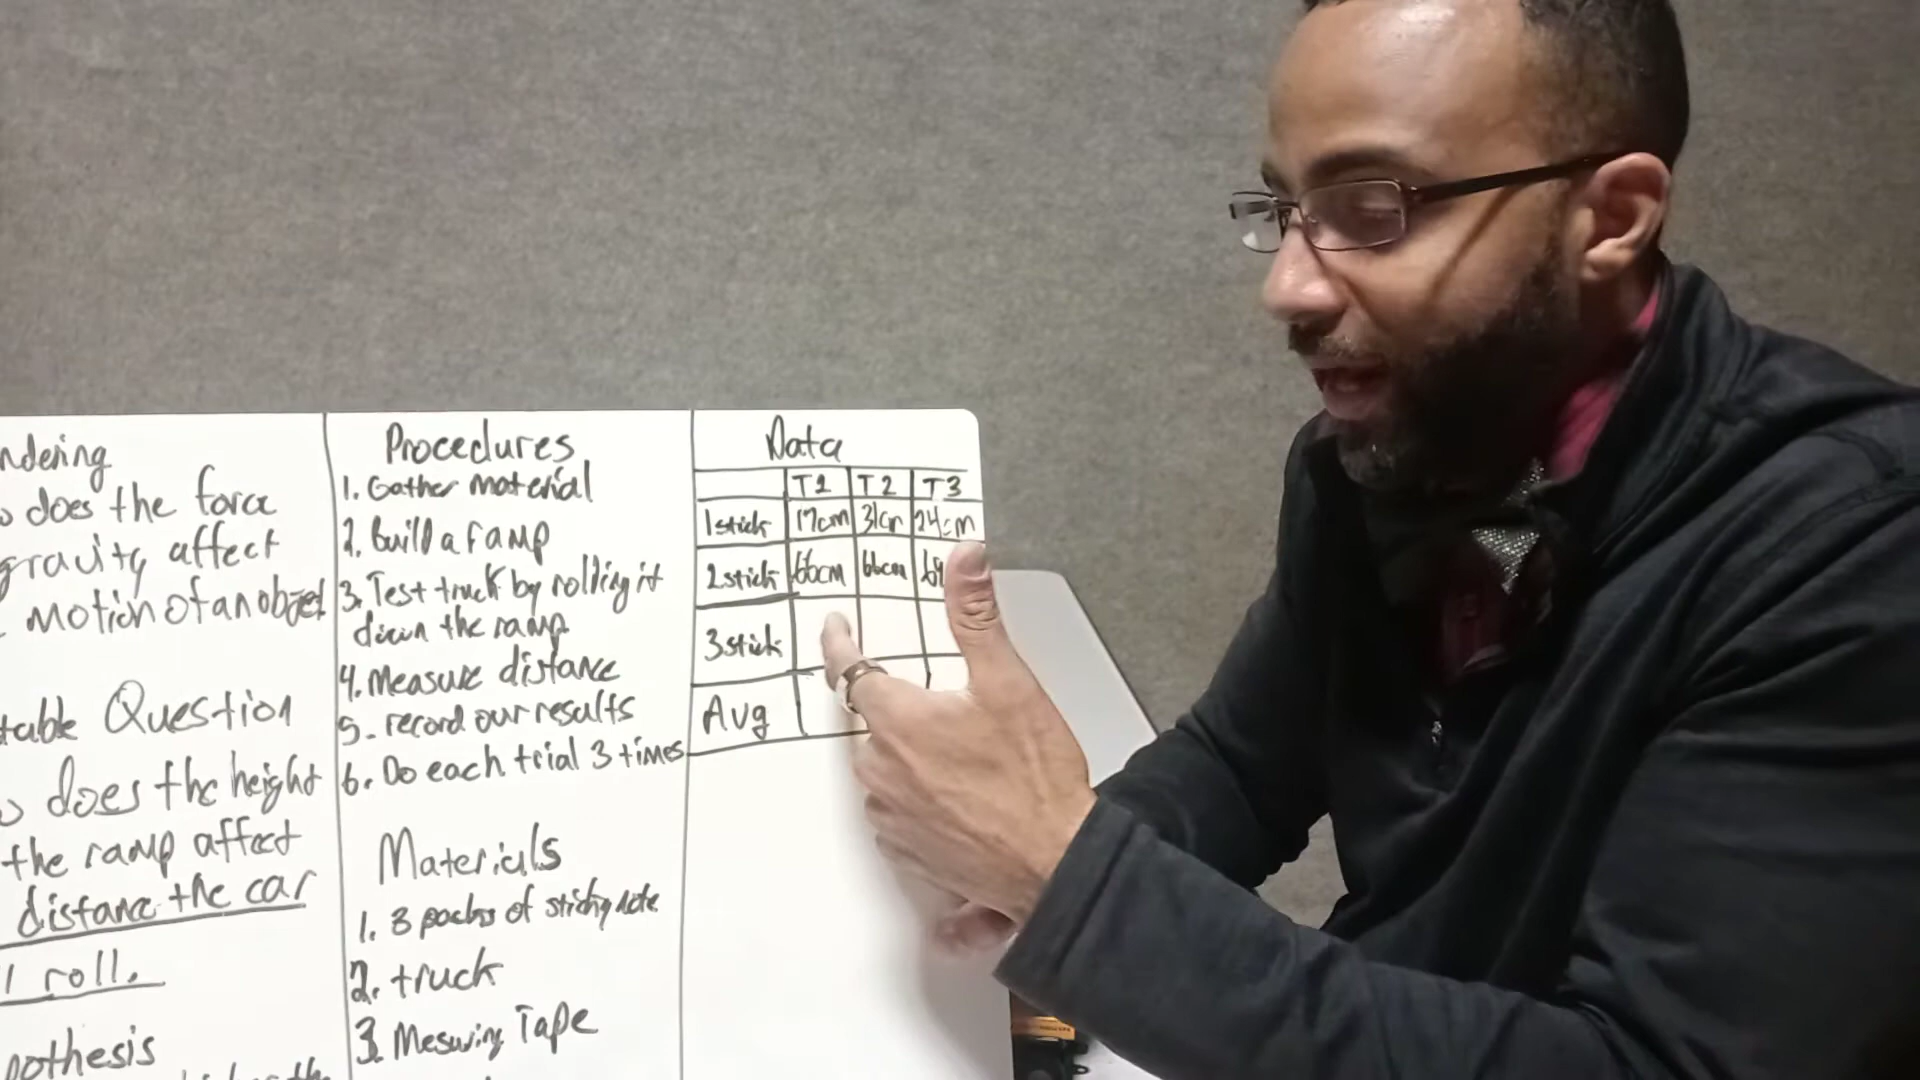 ndering
does the force
gravity affect
motion of an object
table Question
does the height
the ramp affect
distance the car
l roll.
pothesis
Procedures
1. Gather material
2. build a ramp
3. Test truck by rolling it
down the ramp
4. Measure distance
5. record our results
6. Do each trial 3 times
Materials
1. 3 packs of sticky note
2. truck
3. Mesuring Tape
Data
T1 T2 T3
1stick 17cm 31cm 24cm
2stick 66cm 66cm
3stick
Avg